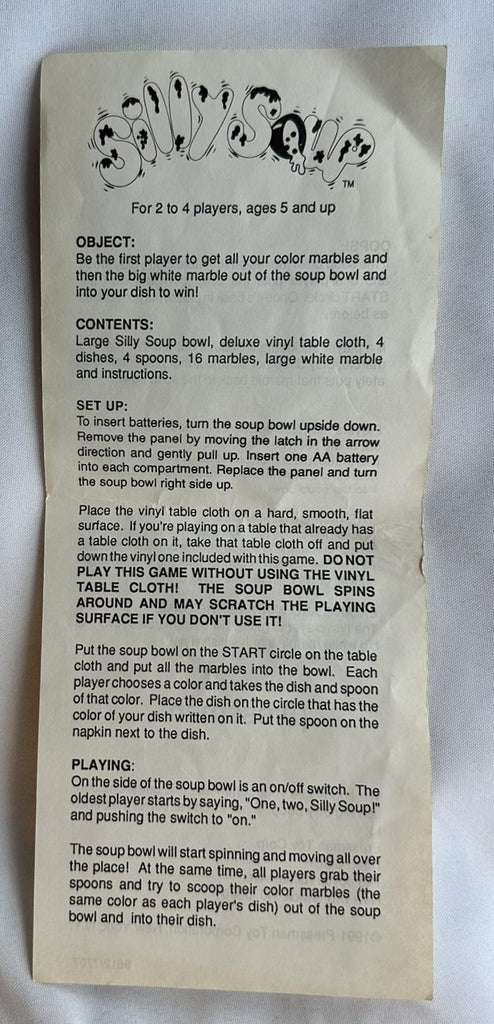 Silly Soup
TM
For 2 to 4 players, ages 5 and up
OBJECT:
Be the first player to get all your color marbles and
then the big white marble out of the soup bowl and
into your dish to win!
CONTENTS:
Large Silly Soup bowl, deluxe vinyl table cloth, 4
dishes, 4 spoons, 16 marbles, large white marble
and instructions.
SET UP:
To insert batteries, turn the soup bowl upside down.
Remove the panel by moving the latch in the arrow
direction and gently pull up. Insert one AA battery
into each compartment. Replace the panel and turn
the soup bowl right side up.
Place the vinyl table cloth on a hard, smooth, flat
surface. If you're playing on a table that already has
a table cloth on it, take that table cloth off and put
down the vinyl one included with this game. DO NOT
PLAY THIS GAME WITHOUT USING THE VINYL
TABLE CLOTH! THE SOUP BOWL SPINS
AROUND AND MAY SCRATCH THE PLAYING
SURFACE IF YOU DON'T USE IT!
Put the soup bowl on the START circle on the table
cloth and put all the marbles into the bowl. Each
player chooses a color and takes the dish and spoon
of that color. Place the dish on the circle that has the
color of your dish written on it. Put the spoon on the
napkin next to the dish.
PLAYING:
On the side of the soup bowl is an on/off switch. The
oldest player starts by saying, "One, two, Silly Soup!"
and pushing the switch to "on."
The soup bowl will start spinning and moving all over
the place! At the same time, all players grab their
spoons and try to scoop their color marbles (the
same color as each player's dish) out of the soup
bowl and into their dish.